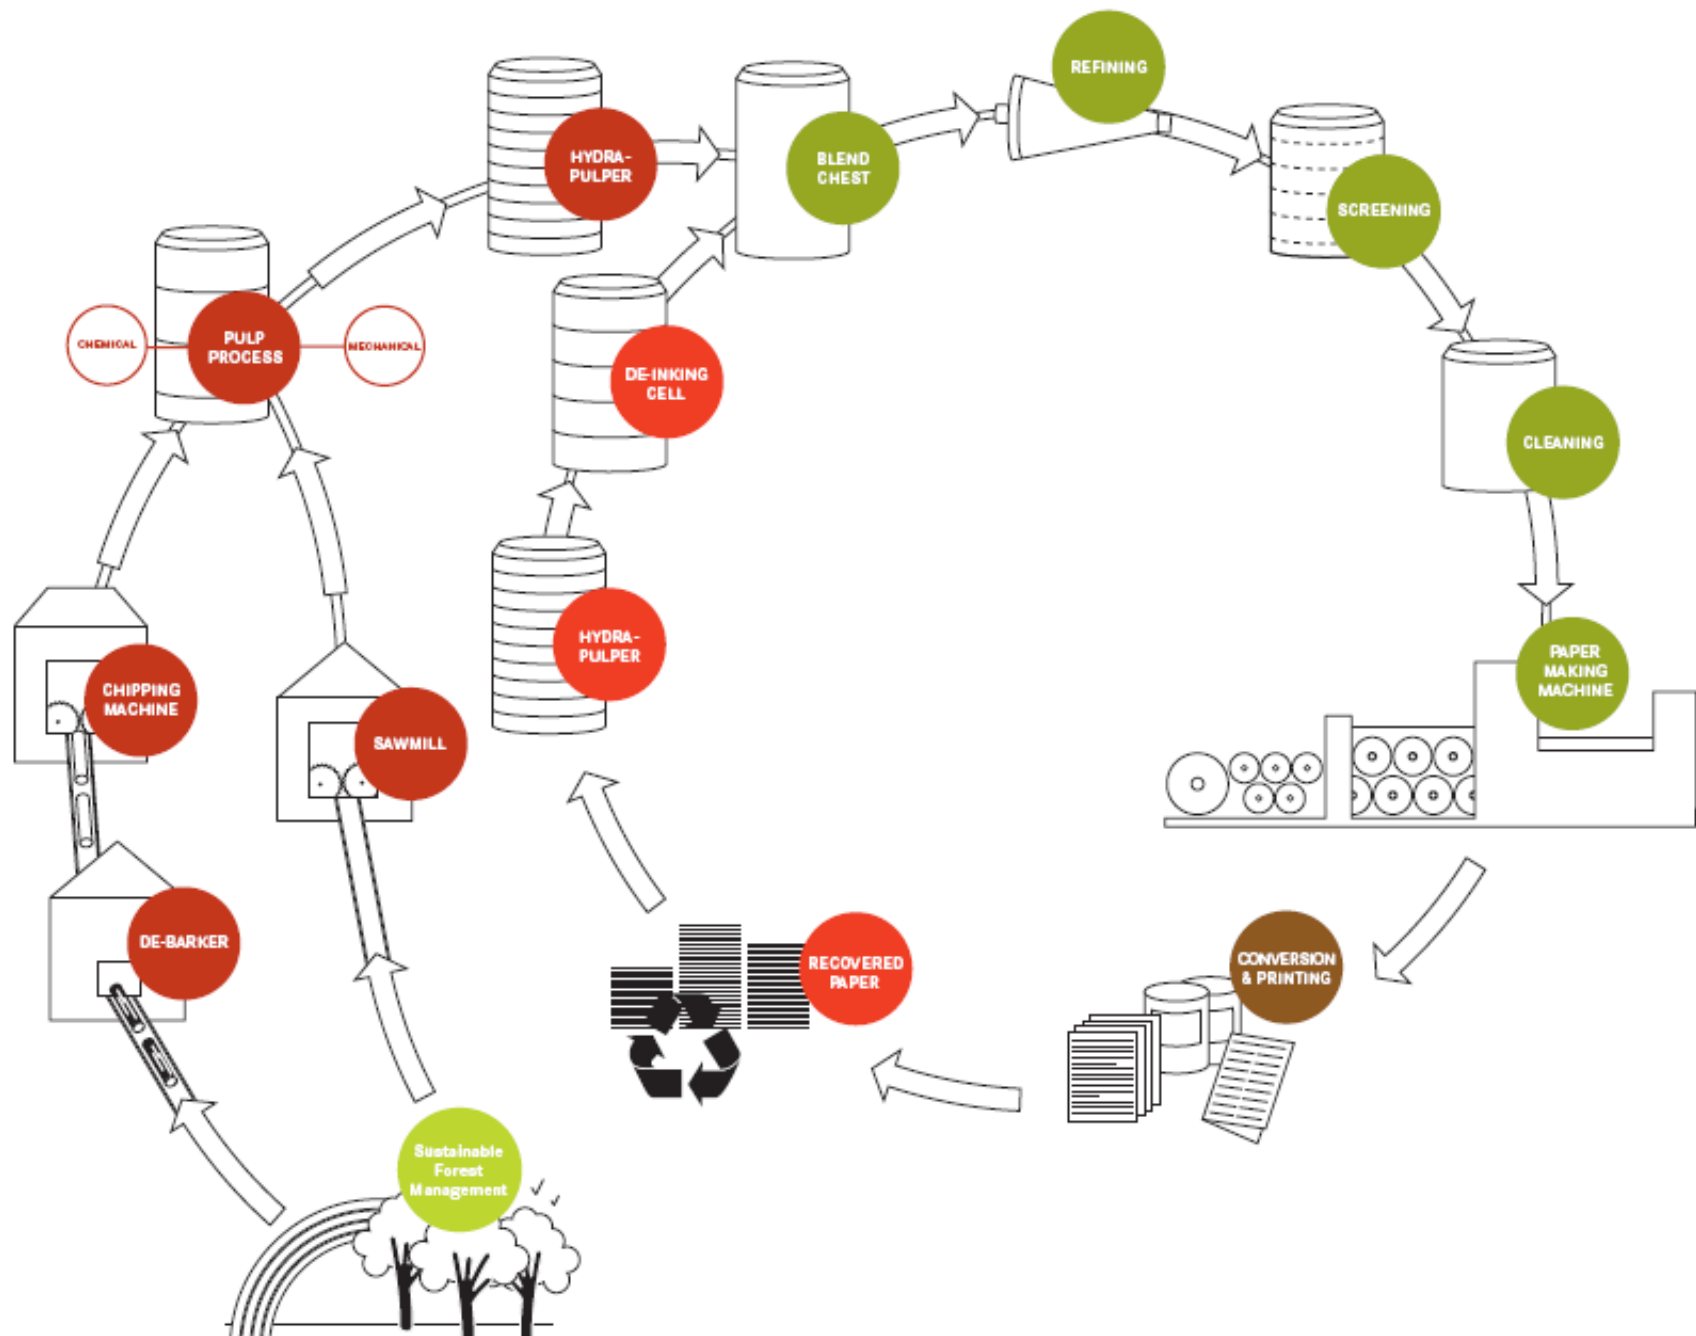 REFINING
HYDRA-
PULPER
BLEND
CHEST
SCREENING
CHEMICAL
PULP
PROCESS
MECHANICAL
DE-INKING
CELL
CLEANING
HYDRA-
PULPER
CHIPPING
MACHINE
SAWMILL
PAPER
MAKING
MACHINE
DE-BARKER
RECOVERED
PAPER
CONVERSION
& PRINTING
Sustainable
Forest
Management